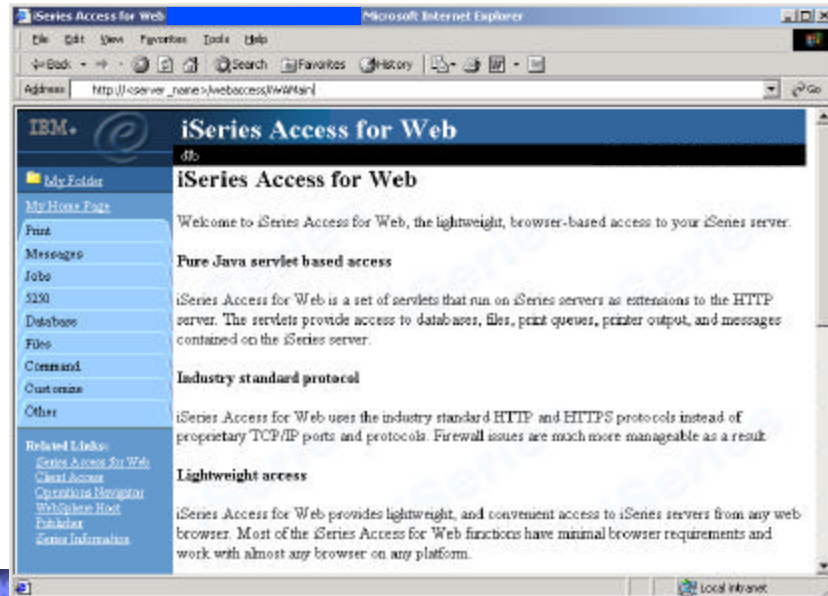 iSeries Access for Web
Microsoft Internet Explorer
File Edit View Favorites Tools Help
Back
Search Favorites History
Address http://<server_name>/webaccess/iWAMain
Go
IBM.
iSeries Access for Web
dtb
My Folder
My Home Page
Print
Messages
Jobs
5250
Database
Files
Command
Customize
Other
Related Links:
iSeries Access for Web
Client Access
Operations Navigator
WebSphere Host
Publisher
iSeries Information
iSeries Access for Web
Welcome to iSeries Access for Web, the lightweight, browser-based access to your iSeries server.
Pure Java servlet based access
iSeries Access for Web is a set of servlets that run on iSeries servers as extensions to the HTTP
server. The servlets provide access to databases, files, print queues, printer output, and messages
contained on the iSeries server.
Industry standard protocol
iSeries Access for Web uses the industry standard HTTP and HTTPS protocols instead of
proprietary TCP/IP ports and protocols. Firewall issues are much more manageable as a result
Lightweight access
iSeries Access for Web provides lightweight, and convenient access to iSeries servers from any web
browser. Most of the iSeries Access for Web functions have minimal browser requirements and
work with almost any browser on any platform.
Local intranet